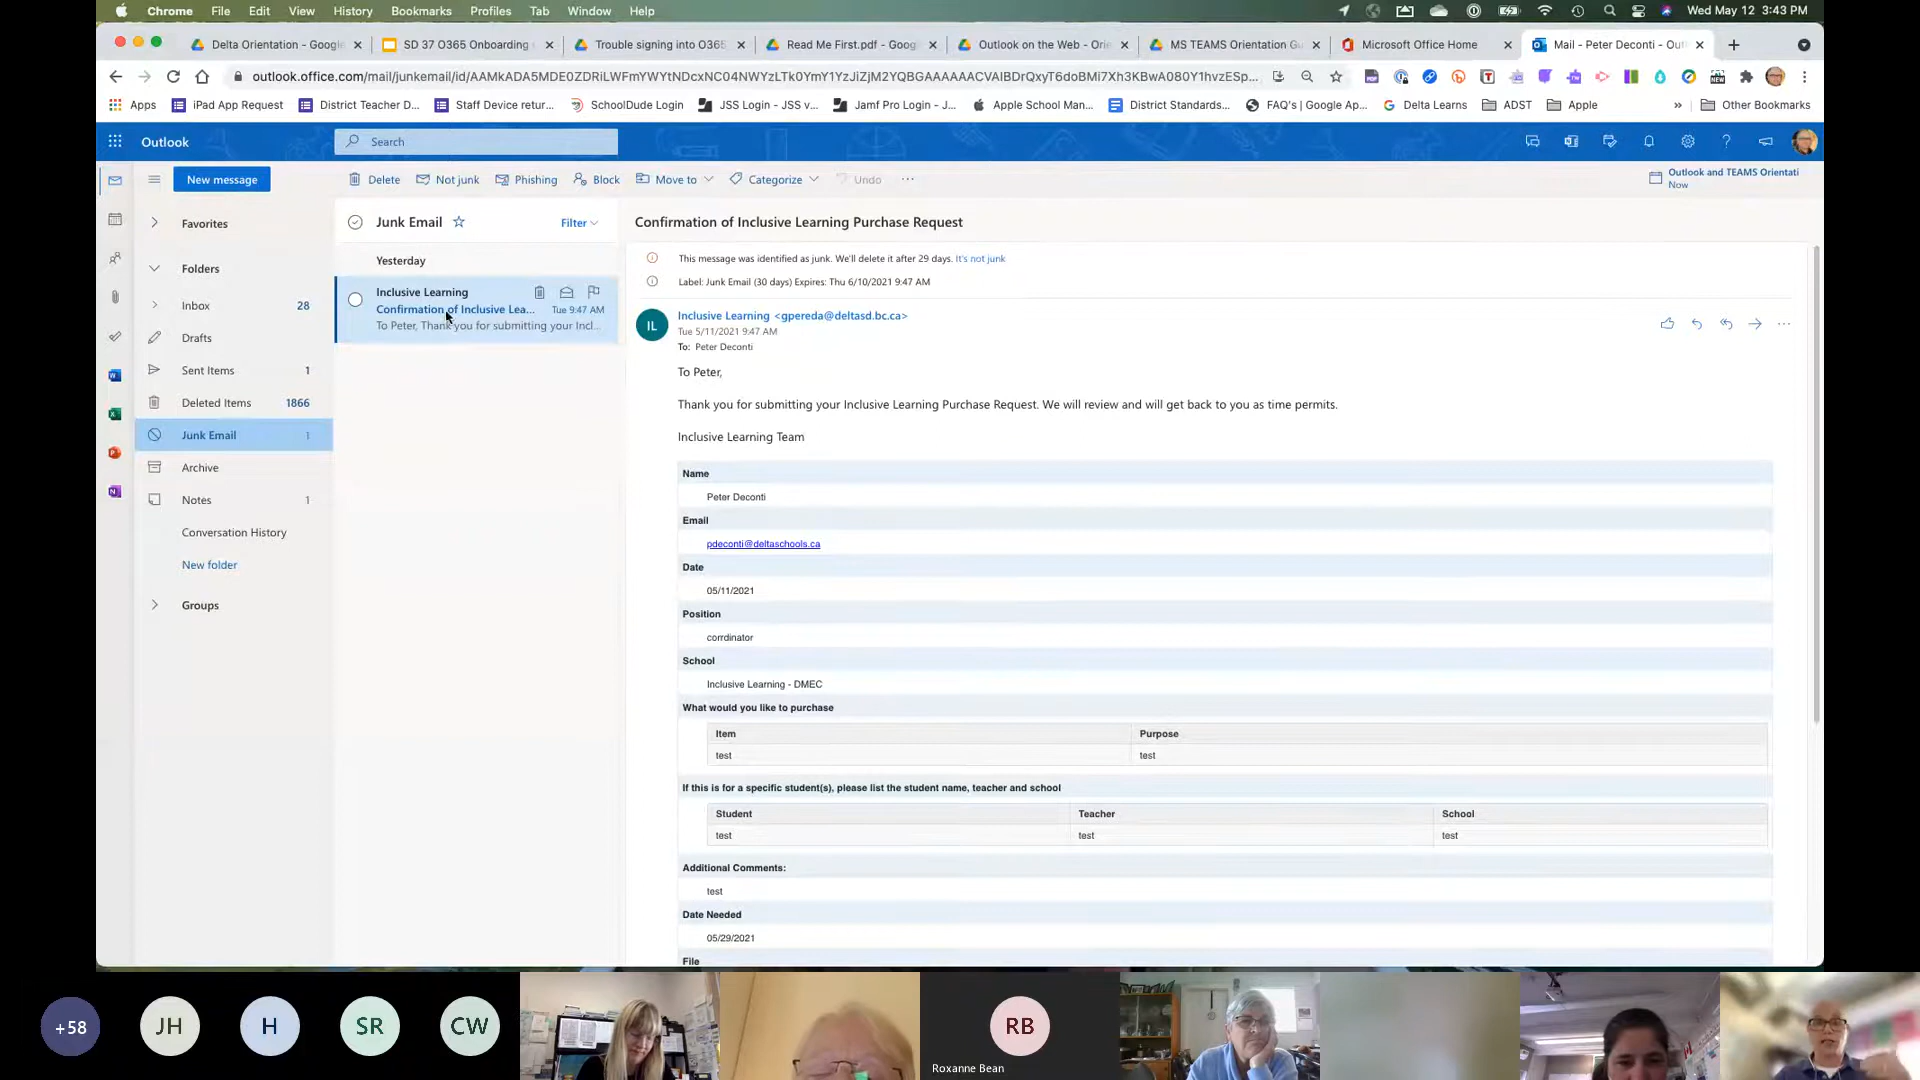 Chrome File Edit View History Bookmarks Profiles Tab Window Help Wed May 12 3:43 PM
Delta Orientation - Google SD 37 O365 Onboarding Trouble signing into O365 Read Me First.pdf - Goog Outlook on the Web - Orie MS TEAMS Orientation Gu Microsoft Office Home Mail - Peter Deconti - Outl
outlook.office.com/mail/junkemail/id/AAMkADA5MDE0ZDRiLWFmYWYtNDcxNC04NWYzLTk0YmY1YzJiZjM2YQBGAAAAAACVAIBDrQxyT6doBMi7Xh3KBwA080Y1hvzESp...
Apps iPad App Request District Teacher D... Staff Device retur... SchoolDude Login JSS Login - JSS v... Jamf Pro Login - J... Apple School Man... District Standards... FAQ's | Google Ap... Delta Learns ADST Apple » Other Bookmarks
Outlook Search
New message Delete Not junk Phishing Block Move to Categorize Undo ...
Outlook and TEAMS Orientati
Now
Favorites
Folders
Inbox 28
Drafts
Sent Items 1
Deleted Items 1866
Junk Email 1
Archive
Notes 1
Conversation History
New folder
Groups
Junk Email Filter
Yesterday
Inclusive Learning
Confirmation of Inclusive Lea... Tue 9:47 AM
To Peter, Thank you for submitting your Incl...
Confirmation of Inclusive Learning Purchase Request
This message was identified as junk. We'll delete it after 29 days. It's not junk
Label: Junk Email (30 days) Expires: Thu 6/10/2021 9:47 AM
IL
Inclusive Learning <gpereda@deltasd.bc.ca>
Tue 5/11/2021 9:47 AM
To: Peter Deconti
To Peter,
Thank you for submitting your Inclusive Learning Purchase Request. We will review and will get back to you as time permits.
Inclusive Learning Team
Name
Peter Deconti
Email
pdeconti@deltaschools.ca
Date
05/11/2021
Position
corrdinator
School
Inclusive Learning - DMEC
What would you like to purchase
Item Purpose
test test
If this is for a specific student(s), please list the student name, teacher and school
Student Teacher School
test test test
Additional Comments:
test
Date Needed
05/29/2021
File
+58 JH H SR CW RB
Roxanne Bean